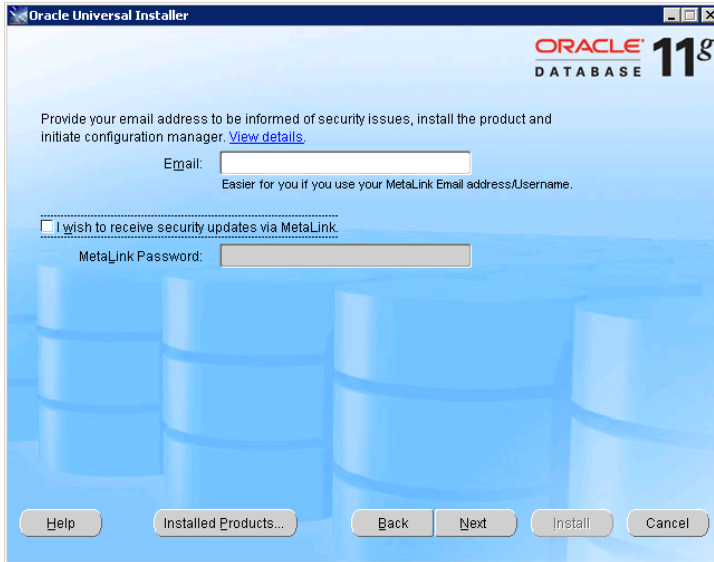 Oracle Universal Installer
ORACLE 11g
DATABASE
Provide your email address to be informed of security issues, install the product and
initiate configuration manager. View details.
Email:
Easier for you if you use your MetaLink Email address/Username.
I wish to receive security updates via MetaLink.
MetaLink Password:
Help Installed Products... Back Next Install Cancel